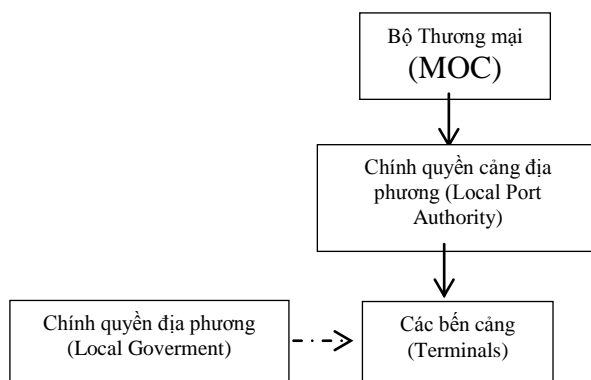 Bộ Thương mại
(MOC)
Chính quyền cảng địa
phương (Local Port
Authority)
Chính quyền địa phương
(Local Goverment)
Các bến cảng
(Terminals)